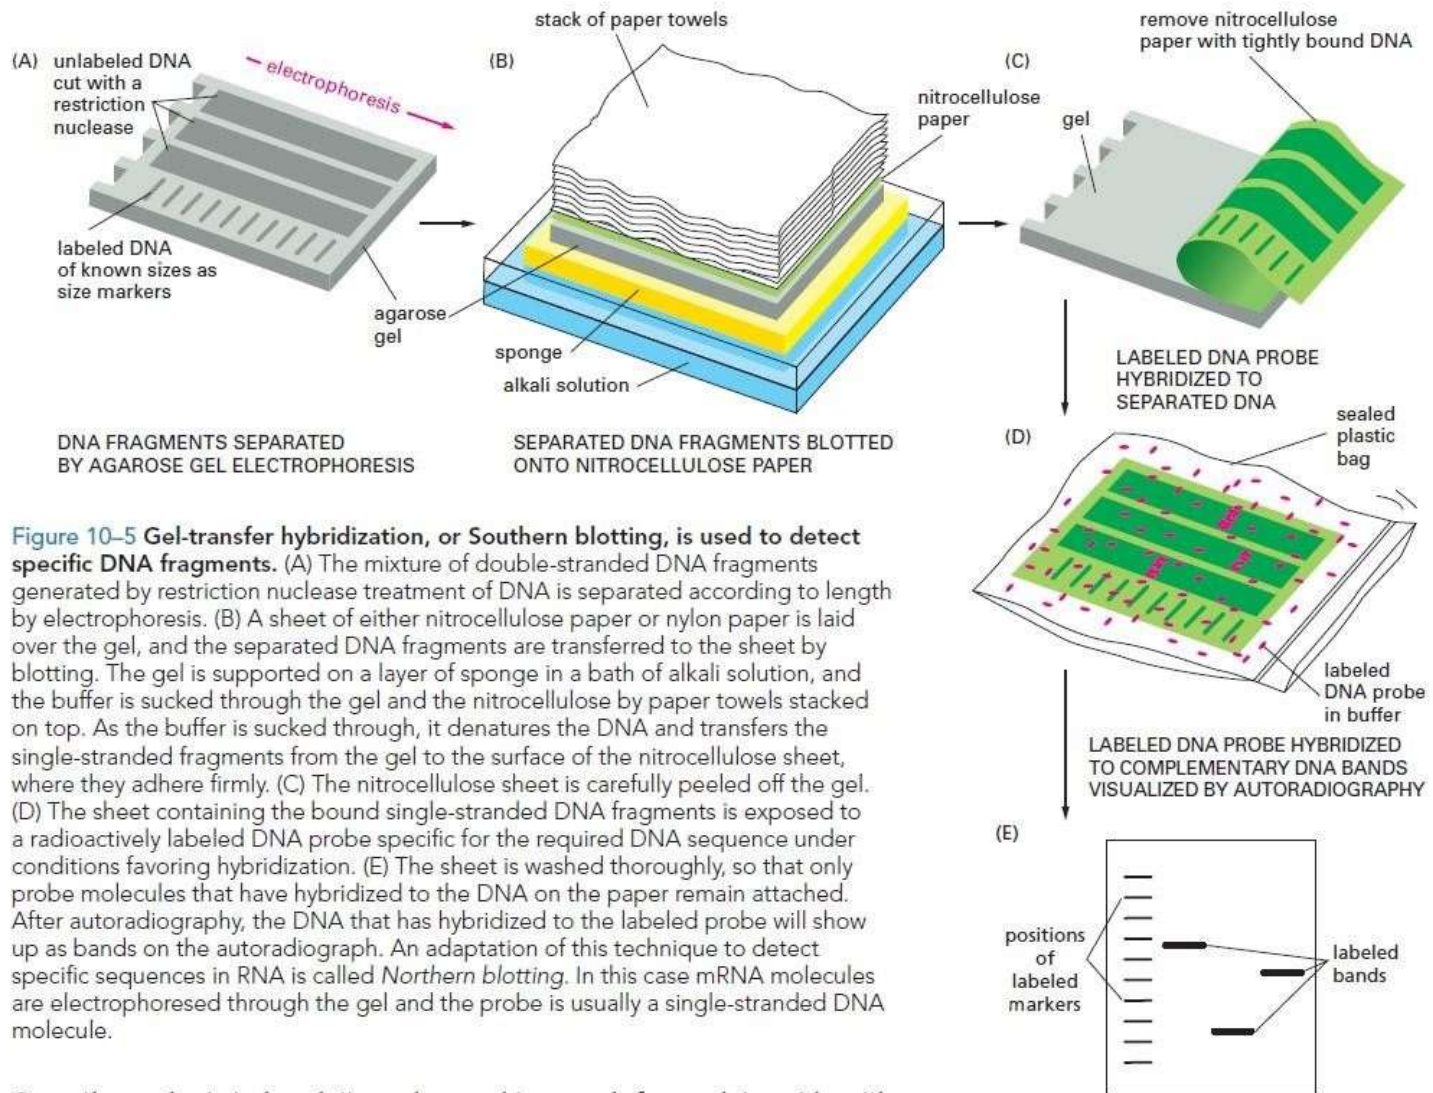 (A) unlabeled DNA
cut with a
restriction
nuclease
electrophoresis
labeled DNA
of known sizes as
size markers
agarose
gel
DNA FRAGMENTS SEPARATED
BY AGAROSE GEL ELECTROPHORESIS
(B)
stack of paper towels
nitrocellulose
paper
sponge
alkali solution
SEPARATED DNA FRAGMENTS BLOTTED
ONTO NITROCELLULOSE PAPER
(C)
remove nitrocellulose
paper with tightly bound DNA
gel
LABELED DNA PROBE
HYBRIDIZED TO
SEPARATED DNA
(D)
sealed
plastic
bag
labeled
DNA probe
in buffer
LABELED DNA PROBE HYBRIDIZED
TO COMPLEMENTARY DNA BANDS
VISUALIZED BY AUTORADIOGRAPHY
(E)
positions
of
labeled
markers
labeled
bands
Figure 10–5 Gel-transfer hybridization, or Southern blotting, is used to detect
specific DNA fragments. (A) The mixture of double-stranded DNA fragments
generated by restriction nuclease treatment of DNA is separated according to length
by electrophoresis. (B) A sheet of either nitrocellulose paper or nylon paper is laid
over the gel, and the separated DNA fragments are transferred to the sheet by
blotting. The gel is supported on a layer of sponge in a bath of alkali solution, and
the buffer is sucked through the gel and the nitrocellulose by paper towels stacked
on top. As the buffer is sucked through, it denatures the DNA and transfers the
single-stranded fragments from the gel to the surface of the nitrocellulose sheet,
where they adhere firmly. (C) The nitrocellulose sheet is carefully peeled off the gel.
(D) The sheet containing the bound single-stranded DNA fragments is exposed to
a radioactively labeled DNA probe specific for the required DNA sequence under
conditions favoring hybridization. (E) The sheet is washed thoroughly, so that only
probe molecules that have hybridized to the DNA on the paper remain attached.
After autoradiography, the DNA that has hybridized to the labeled probe will show
up as bands on the autoradiograph. An adaptation of this technique to detect
specific sequences in RNA is called Northern blotting. In this case mRNA molecules
are electrophoresed through the gel and the probe is usually a single-stranded DNA
molecule.